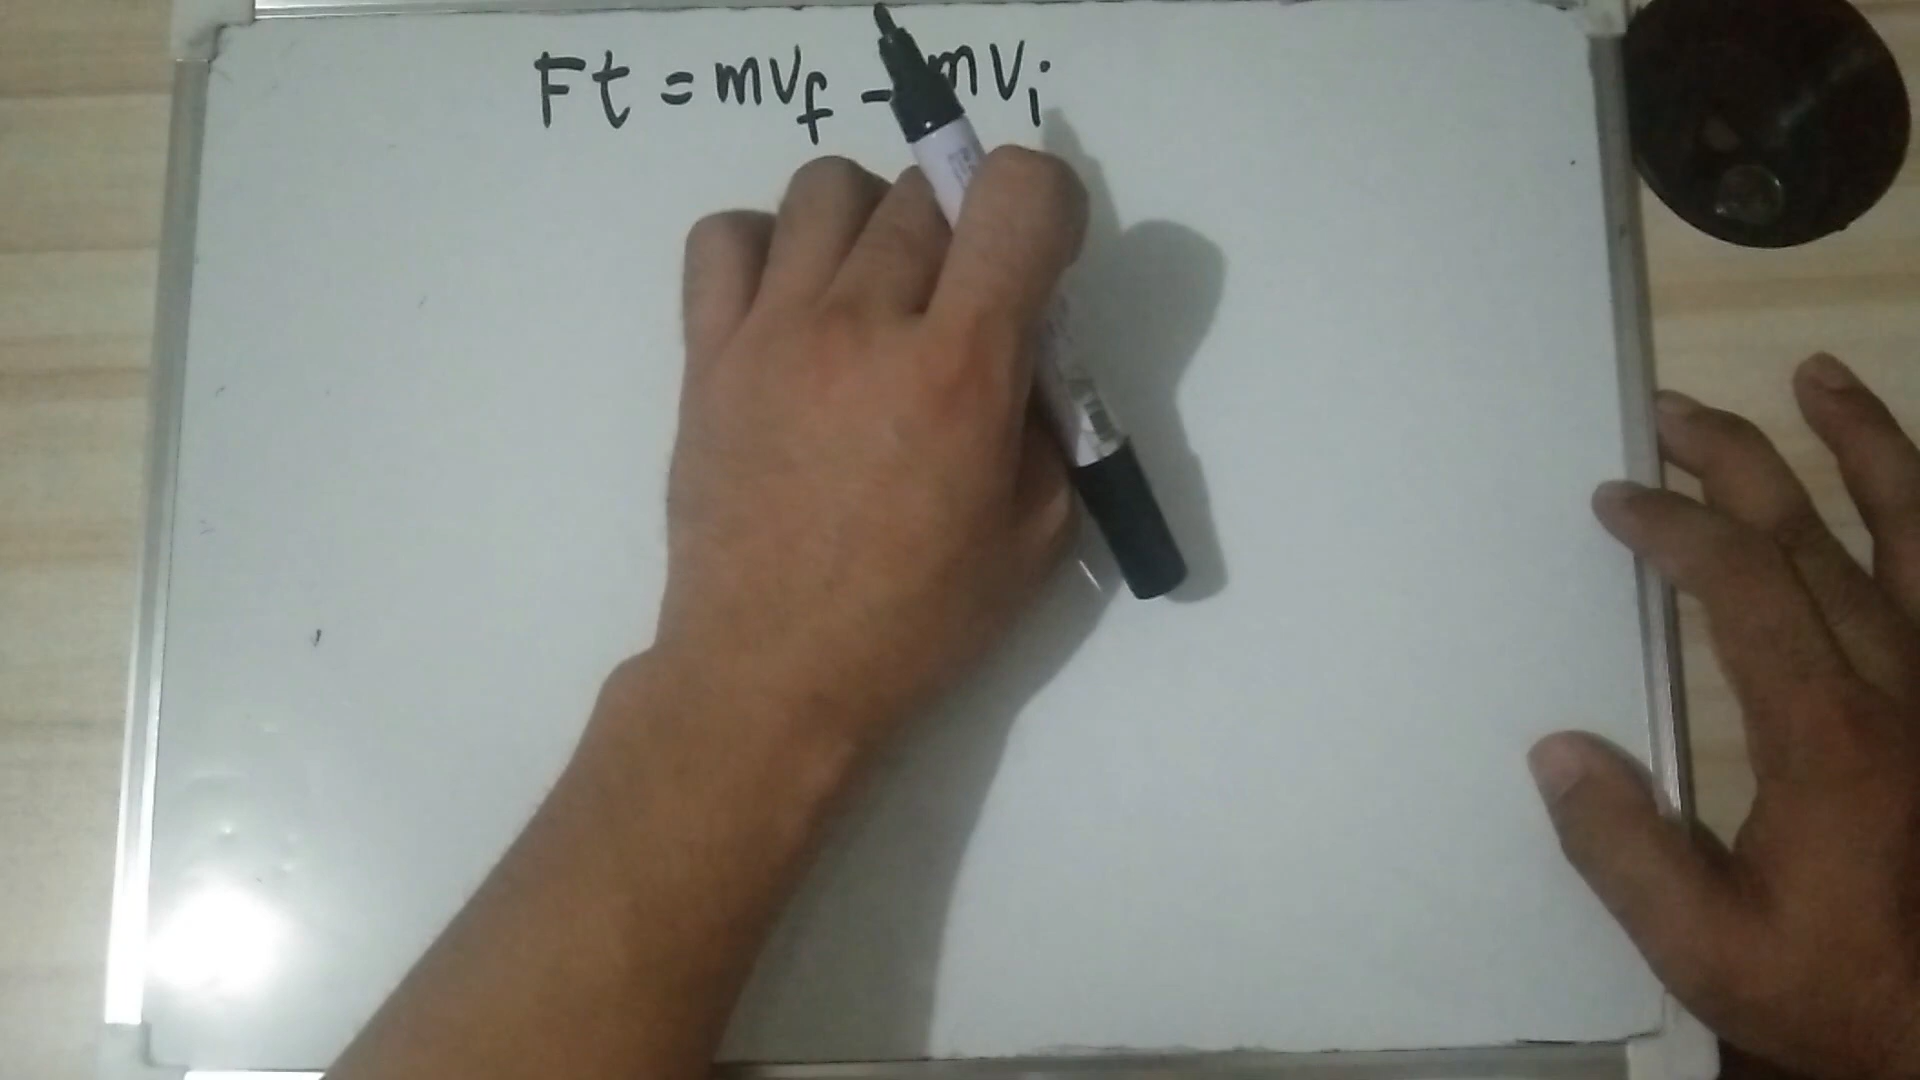 Ft = mvf - mvi